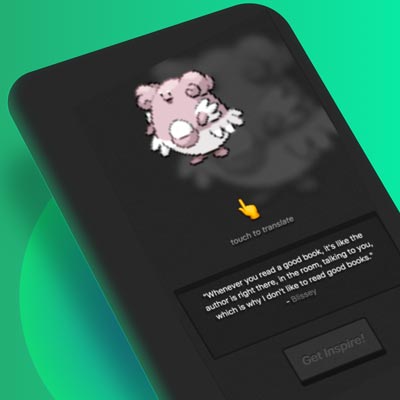 touch to translate
"Whenever you read a good book, it's like the
author is right there, in the room, talking to you,
which is why I don't like to read good books."
- Blissey
Get Inspire!